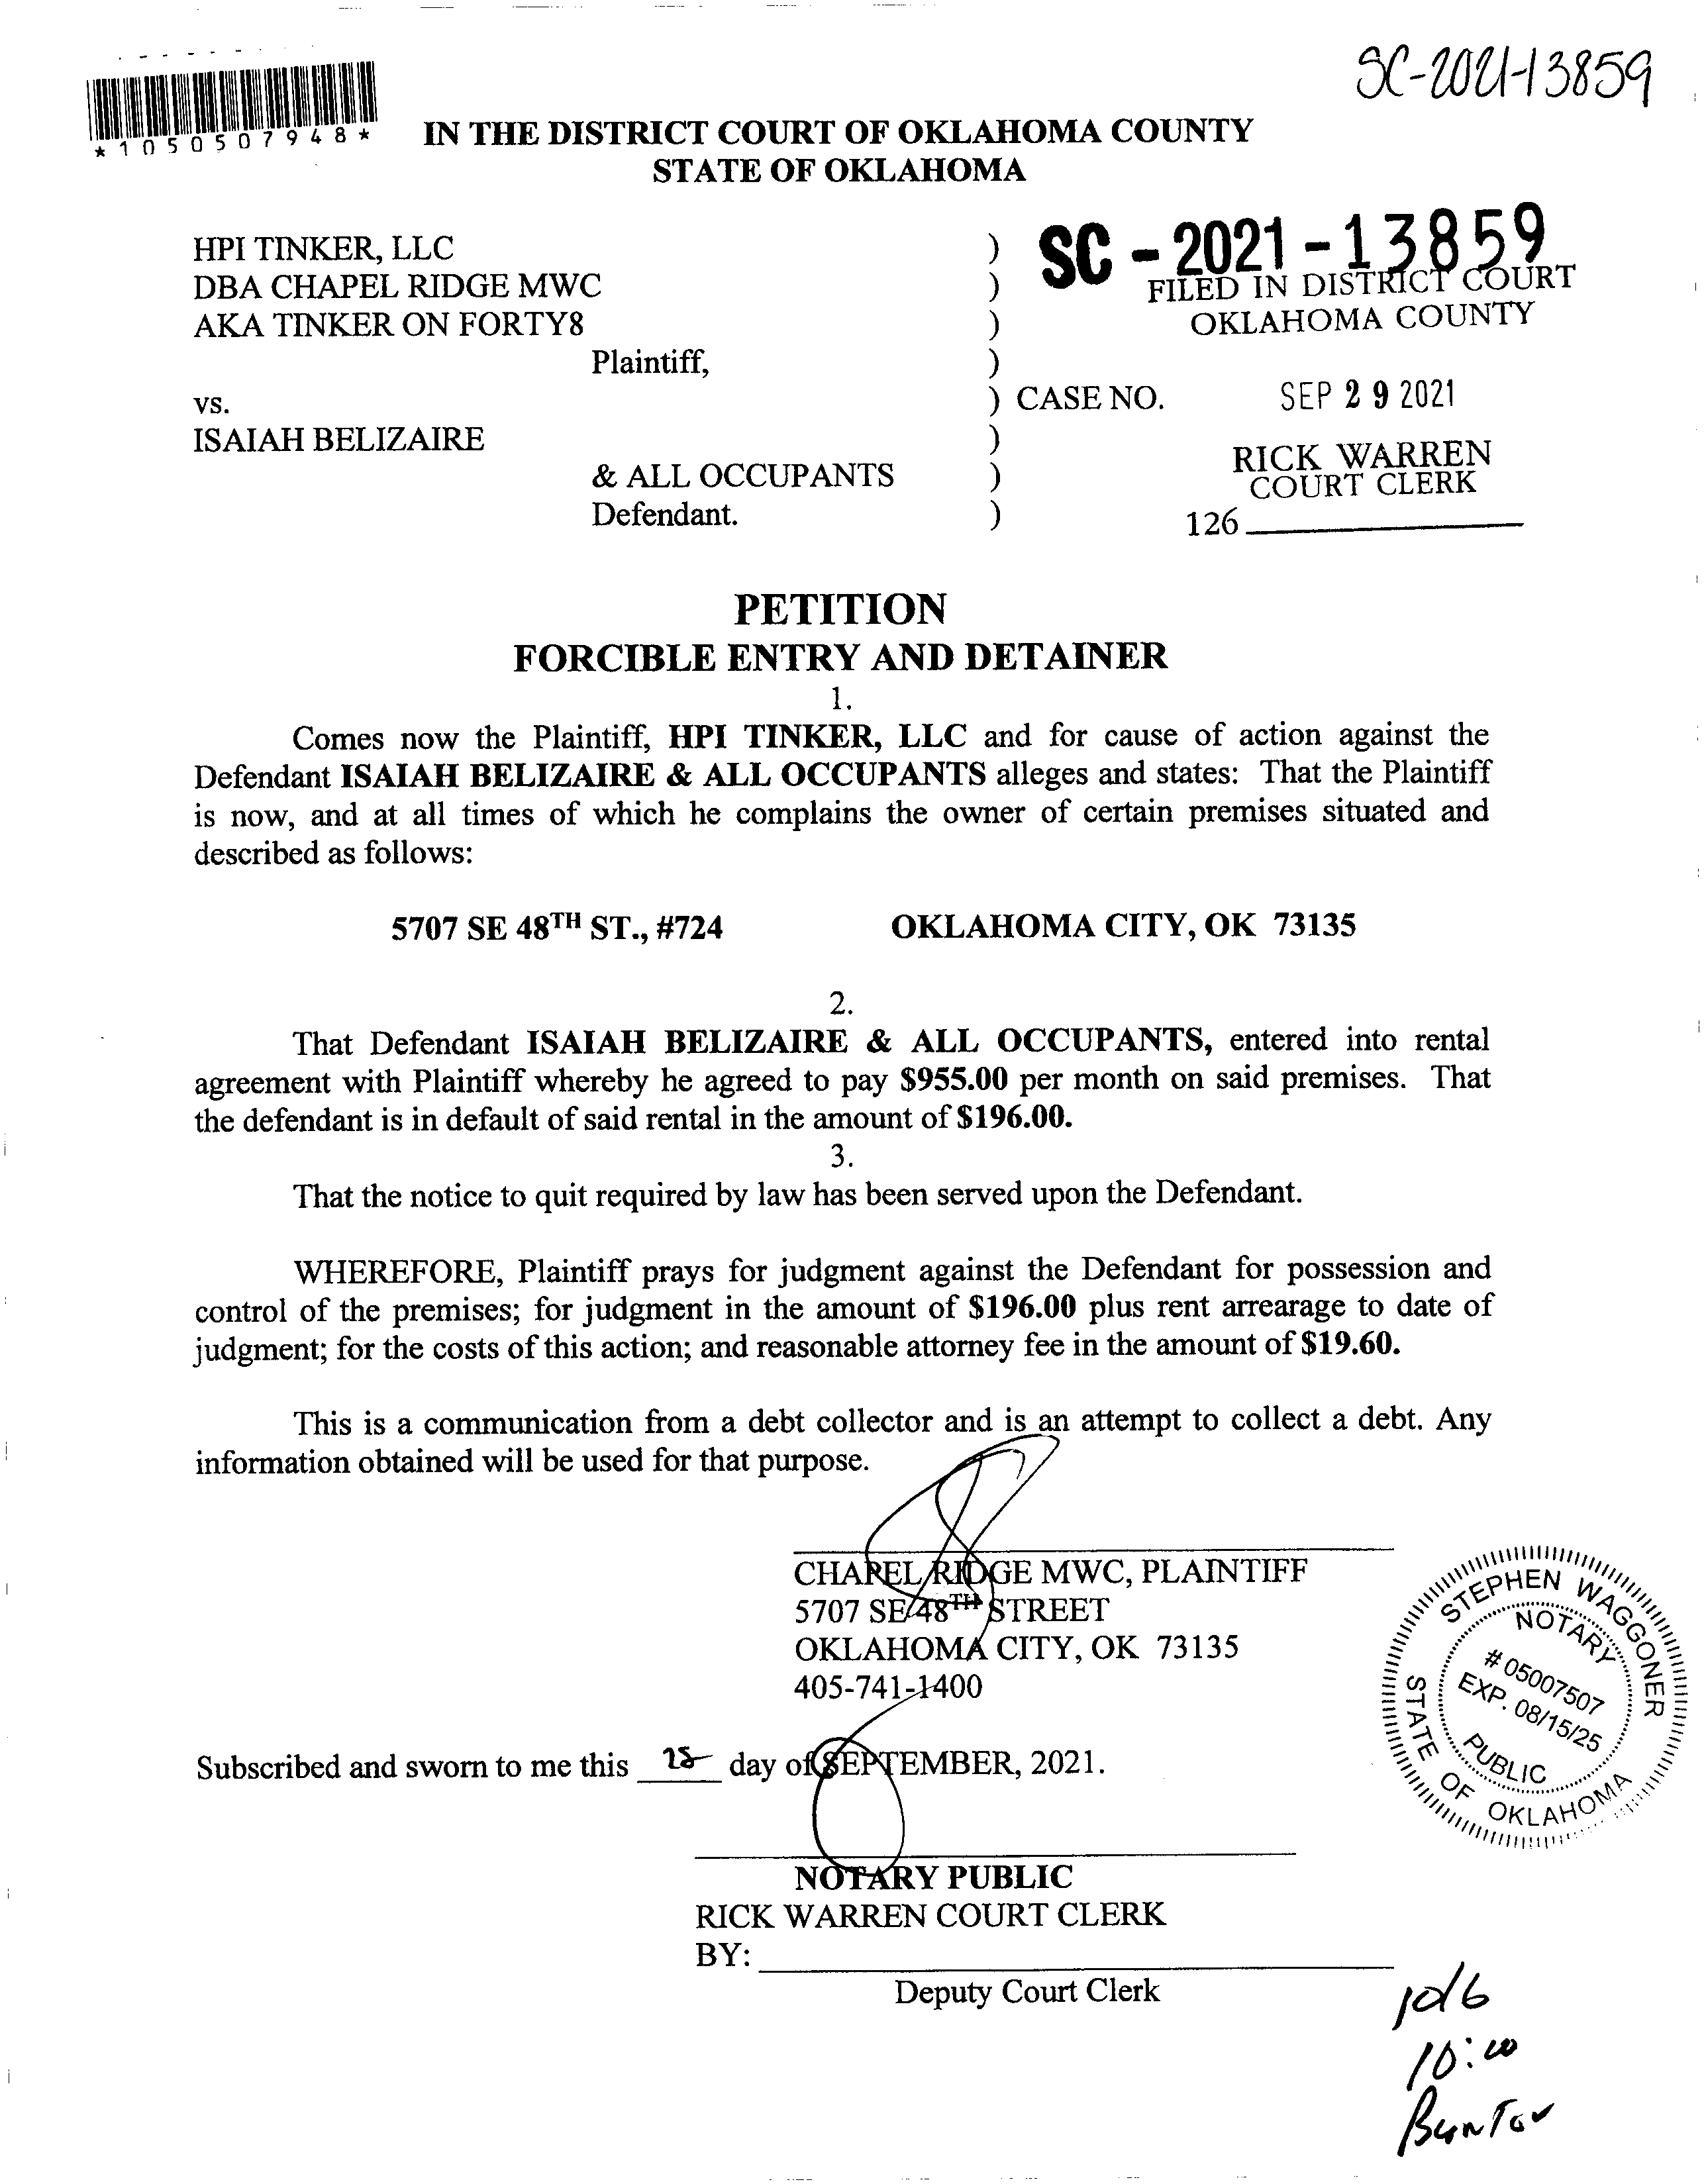 SC-2021-13859
*1050507948*
IN THE DISTRICT COURT OF OKLAHOMA COUNTY
STATE OF OKLAHOMA
HPI TINKER, LLC )
DBA CHAPEL RIDGE MWC )
AKA TINKER ON FORTY8 )
Plaintiff, )
vs. ) CASE NO.
ISAIAH BELIZAIRE )
& ALL OCCUPANTS )
Defendant. )
SC - 2021 - 13859
FILED IN DISTRICT COURT
OKLAHOMA COUNTY
SEP 29 2021
RICK WARREN
COURT CLERK
126
PETITION
FORCIBLE ENTRY AND DETAINER
1.
Comes now the Plaintiff, HPI TINKER, LLC and for cause of action against the
Defendant ISAIAH BELIZAIRE & ALL OCCUPANTS alleges and states: That the Plaintiff
is now, and at all times of which he complains the owner of certain premises situated and
described as follows:
5707 SE 48TH ST., #724 OKLAHOMA CITY, OK 73135
2.
That Defendant ISAIAH BELIZAIRE & ALL OCCUPANTS, entered into rental
agreement with Plaintiff whereby he agreed to pay $955.00 per month on said premises. That
the defendant is in default of said rental in the amount of $196.00.
3.
That the notice to quit required by law has been served upon the Defendant.
WHEREFORE, Plaintiff prays for judgment against the Defendant for possession and
control of the premises; for judgment in the amount of $196.00 plus rent arrearage to date of
judgment; for the costs of this action; and reasonable attorney fee in the amount of $19.60.
This is a communication from a debt collector and is an attempt to collect a debt. Any
information obtained will be used for that purpose.
CHAPEL RIDGE MWC, PLAINTIFF
5707 SE 48TH STREET
OKLAHOMA CITY, OK 73135
405-741-1400
STEPHEN WAGGONER
NOTARY
# 05007507
EXP. 08/15/25
PUBLIC
STATE OF OKLAHOMA
Subscribed and sworn to me this 28 day of SEPTEMBER, 2021.
NOTARY PUBLIC
RICK WARREN COURT CLERK
BY:
Deputy Court Clerk
10/6
10:00